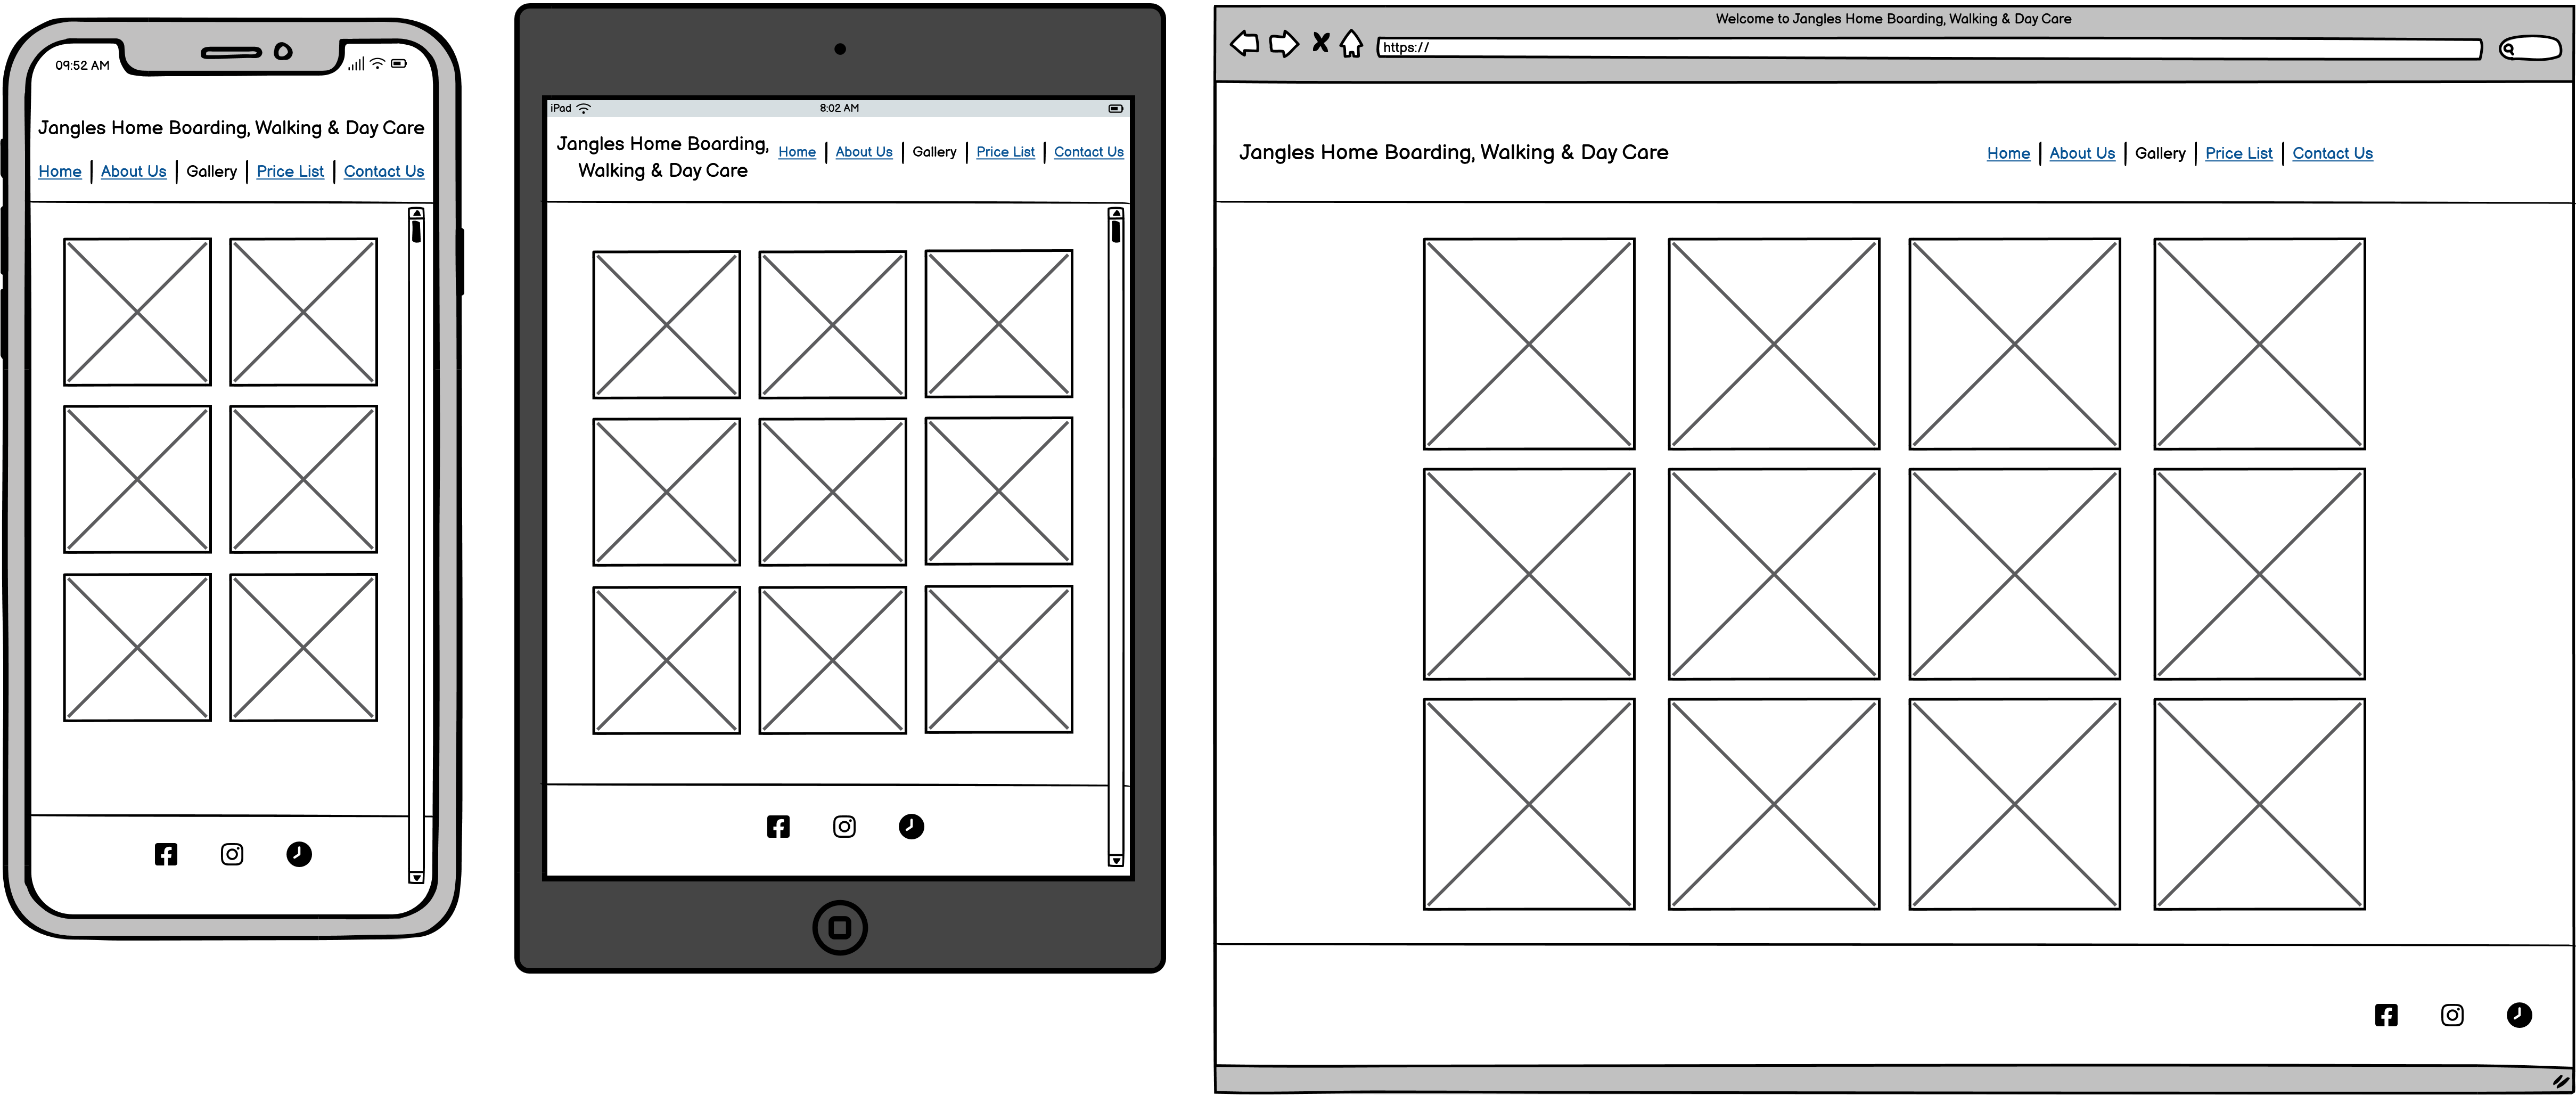 09:52 AM
Jangles Home Boarding, Walking & Day Care
Home | About Us | Gallery | Price List | Contact Us
iPad
8:02 AM
Jangles Home Boarding,
Walking & Day Care
Home | About Us | Gallery | Price List | Contact Us
Welcome to Jangles Home Boarding, Walking & Day Care
https://
Jangles Home Boarding, Walking & Day Care
Home | About Us | Gallery | Price List | Contact Us